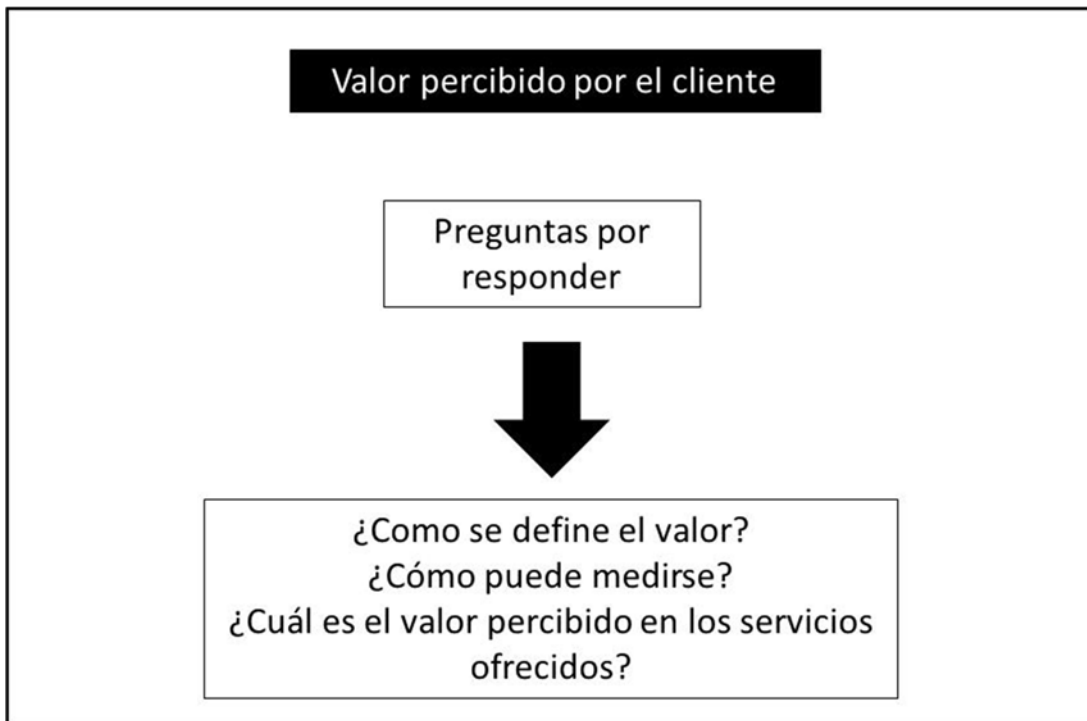 Valor percibido por el cliente
Preguntas por
responder
¿Como se define el valor?
¿Cómo puede medirse?
¿Cuál es el valor percibido en los servicios
ofrecidos?